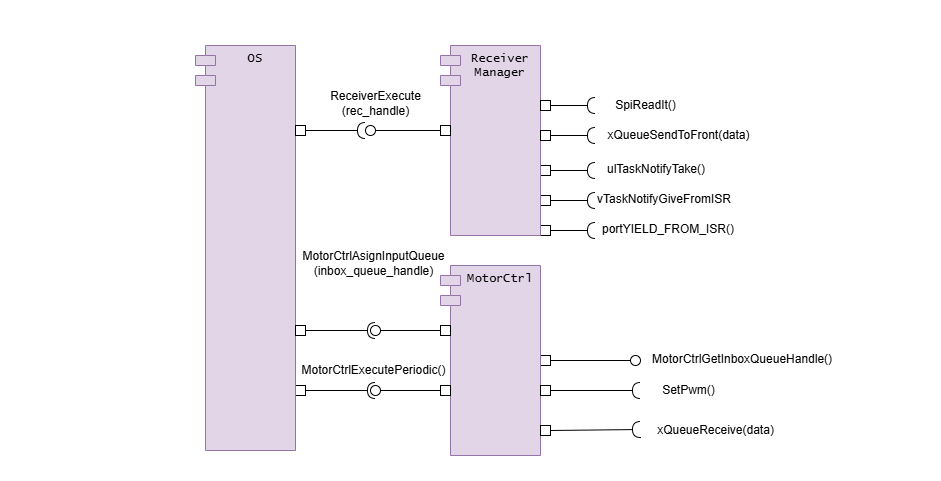 OS
Receiver
Manager
ReceiverExecute
(rec_handle)
SpiReadIt()
xQueueSendToFront(data)
ulTaskNotifyTake()
vTaskNotifyGiveFromISR
portYIELD_FROM_ISR()
MotorCtrlAsignInputQueue
(inbox_queue_handle)
MotorCtrl
MotorCtrlGetInboxQueueHandle()
MotorCtrlExecutePeriodic()
SetPwm()
xQueueReceive(data)